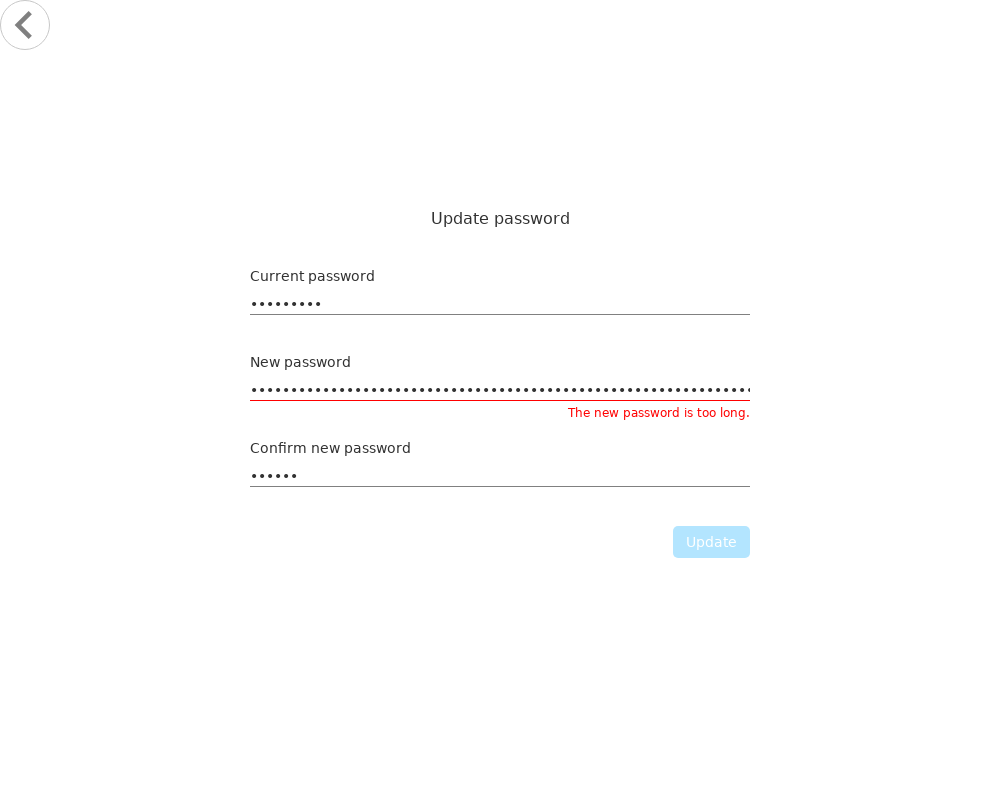 Update password
Current password
•••••••••
New password
•••••••••••••••••••••••••••••••••••••••••••••••••••••••••••••••
The new password is too long.
Confirm new password
••••••
Update